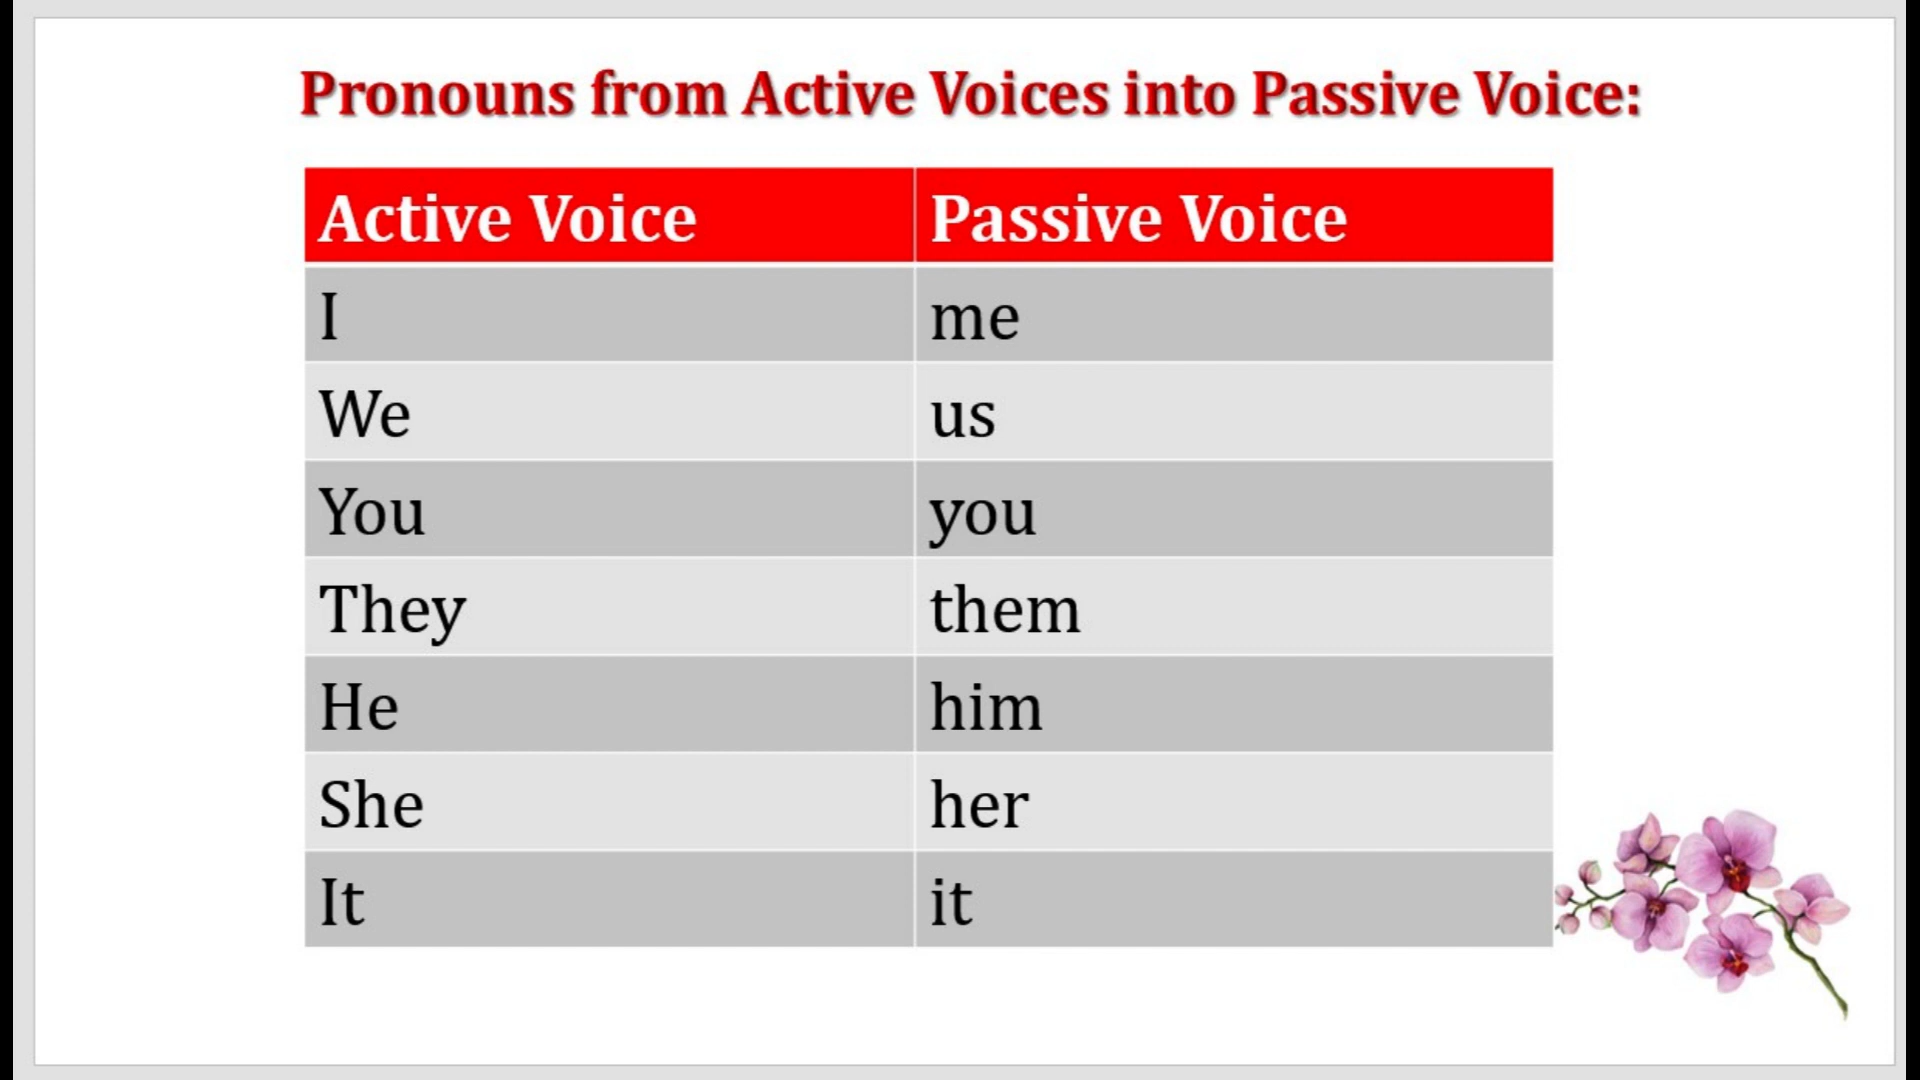 Pronouns from Active Voices into Passive Voice:
Active Voice Passive Voice
I me
We us
You you
They them
He him
She her
It it